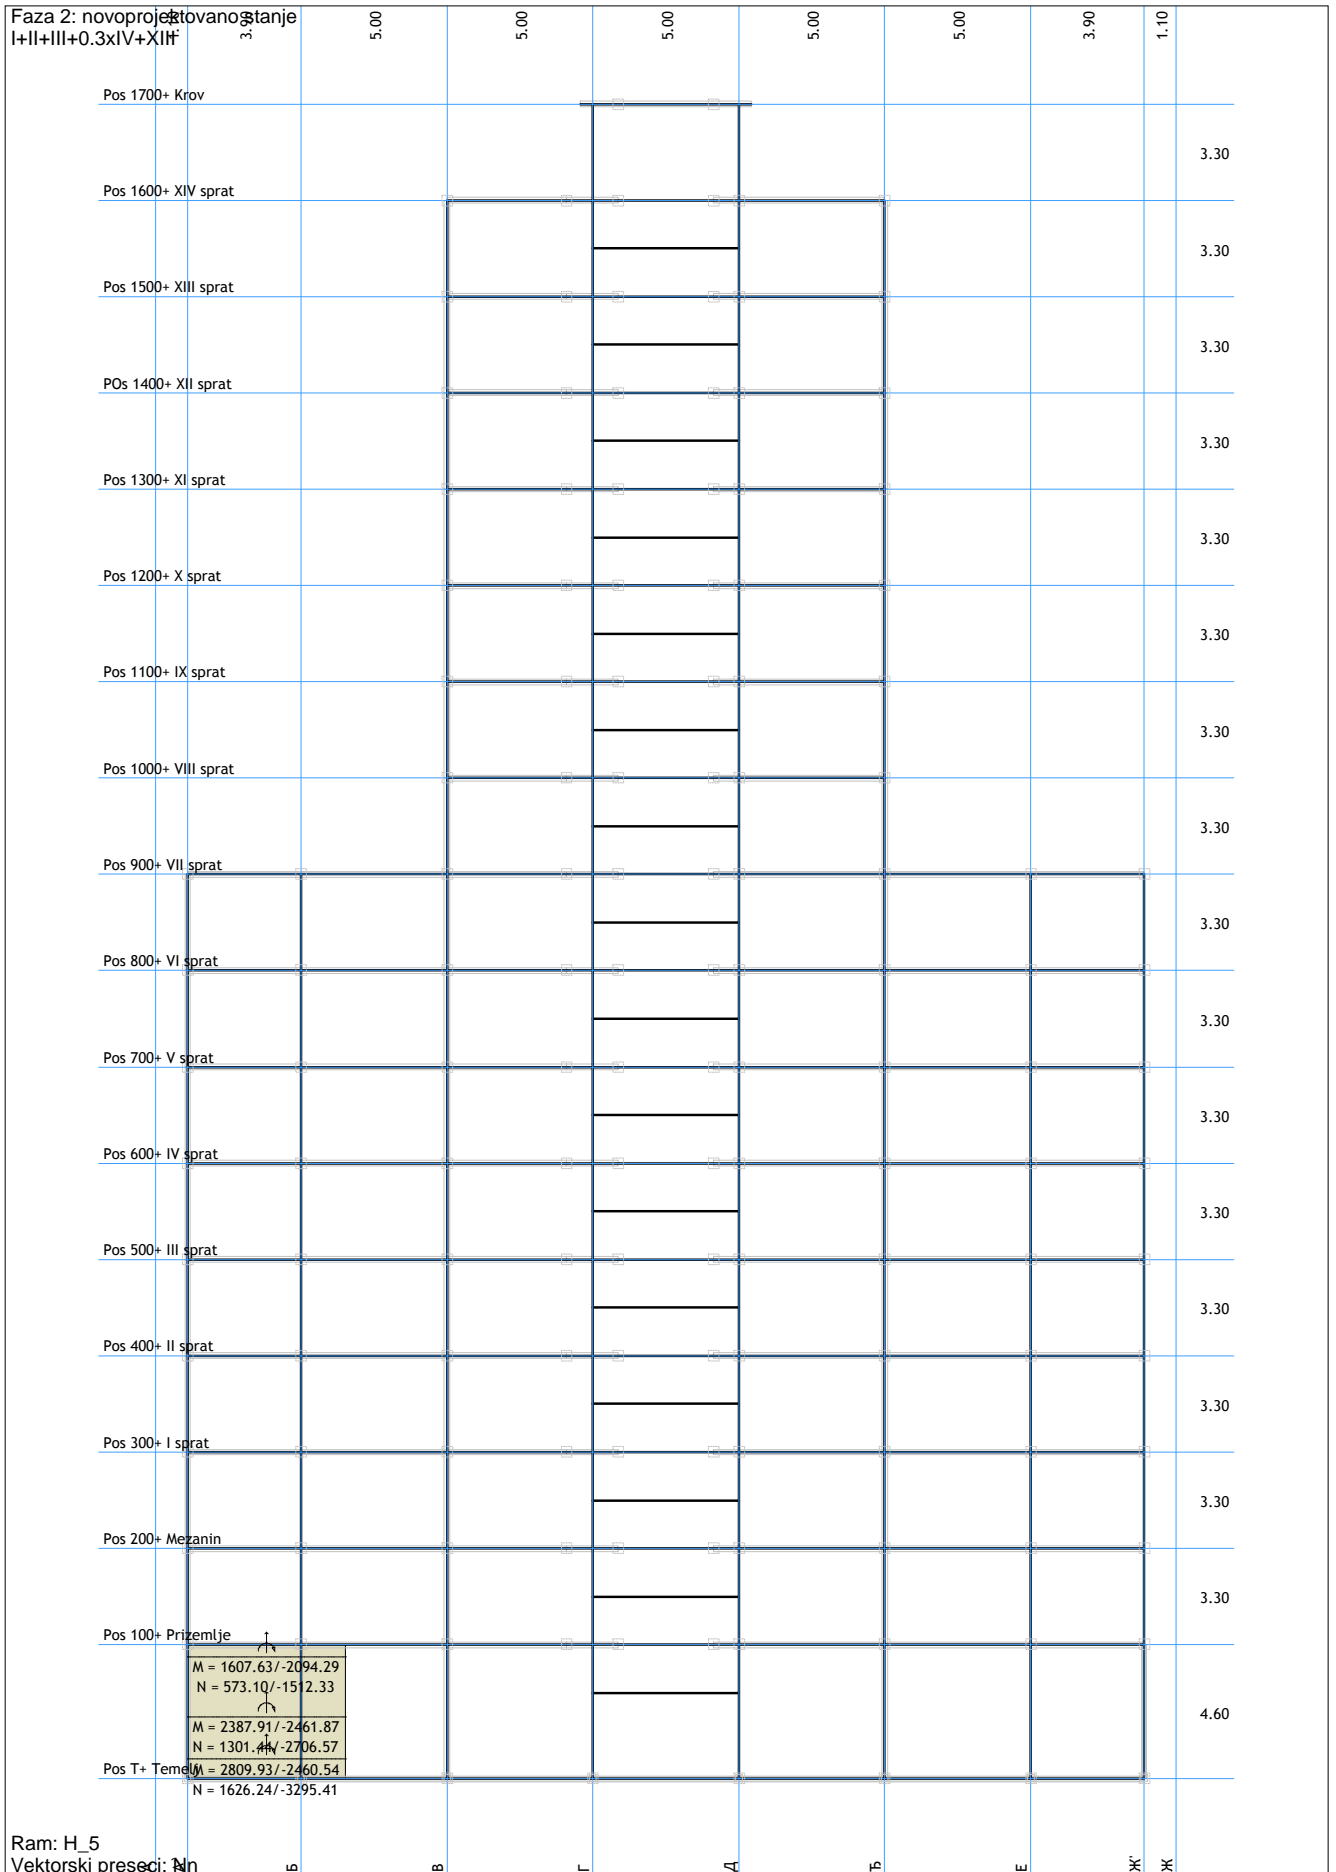 Faza 2: novoprojektovano stanje
I+II+III+0.3xIV+XIII
3.90
5.00
5.00
5.00
5.00
5.00
3.90
1.10
Pos 1700+ Krov
3.30
Pos 1600+ XIV sprat
3.30
Pos 1500+ XIII sprat
3.30
POs 1400+ XII sprat
3.30
Pos 1300+ XI sprat
3.30
Pos 1200+ X sprat
3.30
Pos 1100+ IX sprat
3.30
Pos 1000+ VIII sprat
3.30
Pos 900+ VII sprat
3.30
Pos 800+ VI sprat
3.30
Pos 700+ V sprat
3.30
Pos 600+ IV sprat
3.30
Pos 500+ III sprat
3.30
Pos 400+ II sprat
3.30
Pos 300+ I sprat
3.30
Pos 200+ Mezanin
3.30
Pos 100+ Prizemlje
M = 1607.63/-2094.29
N = 573.10/-1512.33
4.60
M = 2387.91/-2461.87
N = 1301.44/-2706.57
Pos T+ Temelj
M = 2809.93/-2460.54
N = 1626.24/-3295.41
Ram: H_5
Vektorski preseci: Nn
Б
В
Г
Д
Ђ
Е
Ж'
Ж